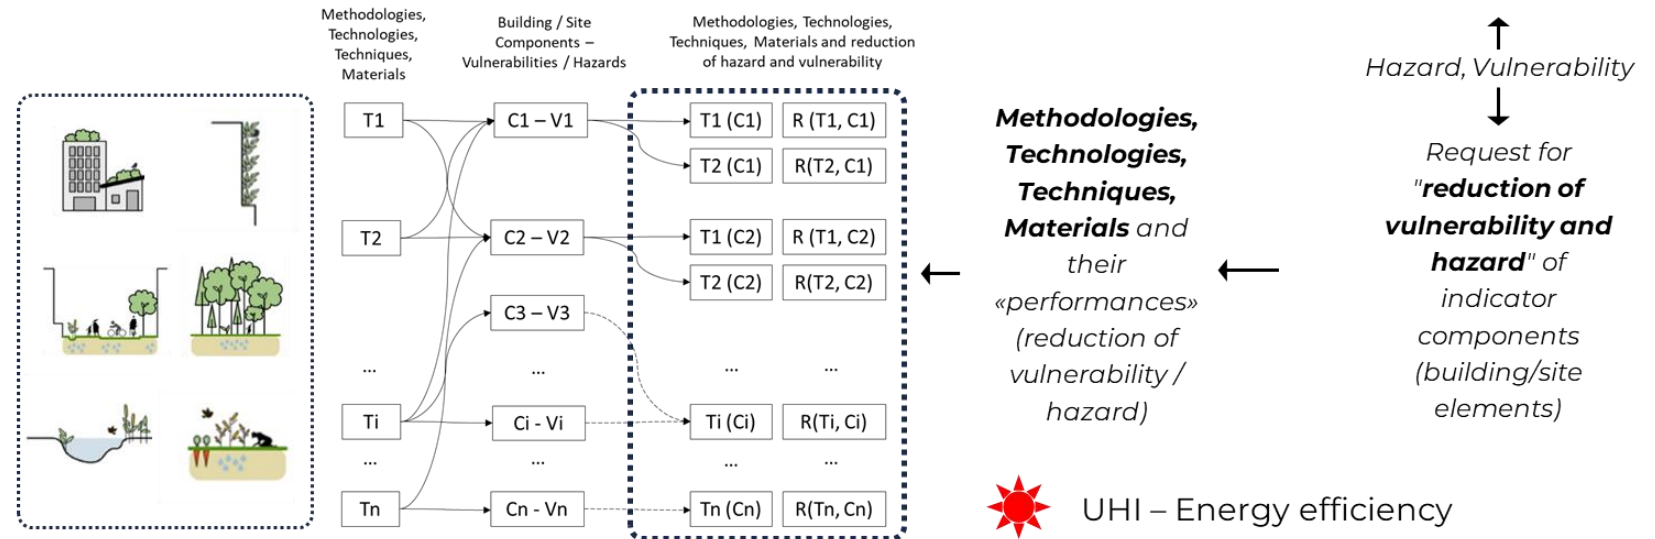 Methodologies,
Technologies,
Techniques,
Materials
Building / Site
Components –
Vulnerabilities / Hazards
Methodologies, Technologies,
Techniques, Materials and reduction
of hazard and vulnerability
T1
C1 – V1
T1 (C1)
R (T1, C1)
T2 (C1)
R(T2, C1)
T2
C2 – V2
T1 (C2)
R (T1, C2)
T2 (C2)
R(T2, C2)
C3 – V3
...
...
...
...
Ti
Ci - Vi
Ti (Ci)
R(Ti, Ci)
...
...
...
...
Tn
Cn - Vn
Tn (Cn)
R(Tn, Cn)
Methodologies,
Technologies,
Techniques,
Materials and
their
«performances»
(reduction of
vulnerability /
hazard)
Hazard, Vulnerability
Request for
"reduction of
vulnerability and
hazard" of
indicator
components
(building/site
elements)
UHI – Energy efficiency